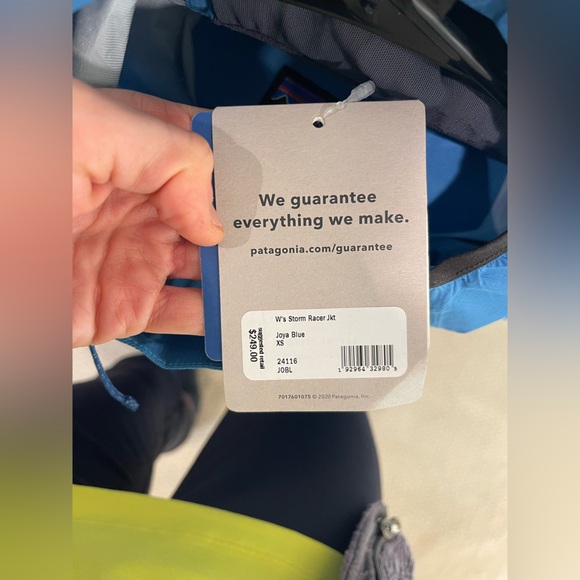 We guarantee
everything we make.
patagonia.com/guarantee
W's Storm Racer Jkt
Joya Blue
XS
24116
JOBL
suggested retail
$249.00
1 92964 32980 5
7017601075 © 2020 Patagonia, Inc.